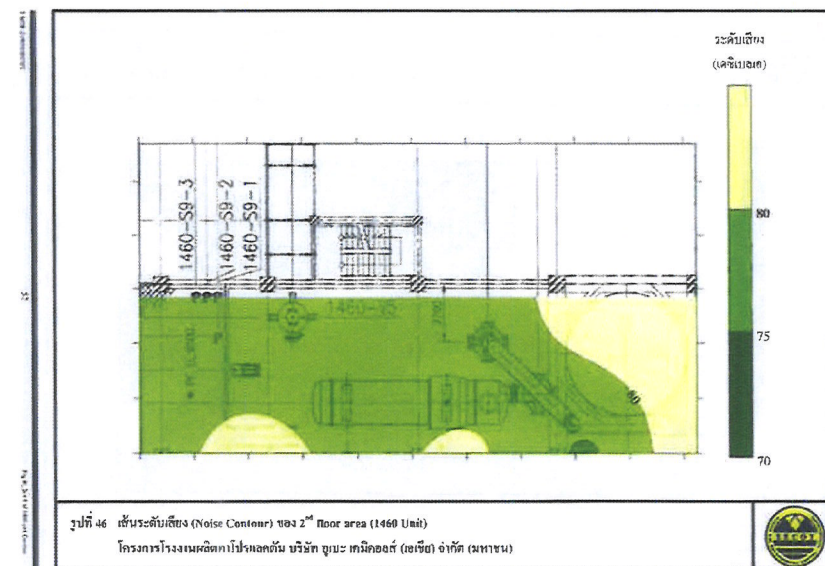 ระดับเสียง
(เดซิเบลเอ)
80
75
70
1460-S9-3
1460-S9-2
1460-S9-1
1460-S5
2700
รูปที่ 46 เส้นระดับเสียง (Noise Contour) ของ 2nd floor area (1460 Unit)
โครงการโรงงานผลิตคาโปรแลคตัม บริษัท อูเบะ เคมิคอลส์ (เอเชีย) จำกัด (มหาชน)
SECOT